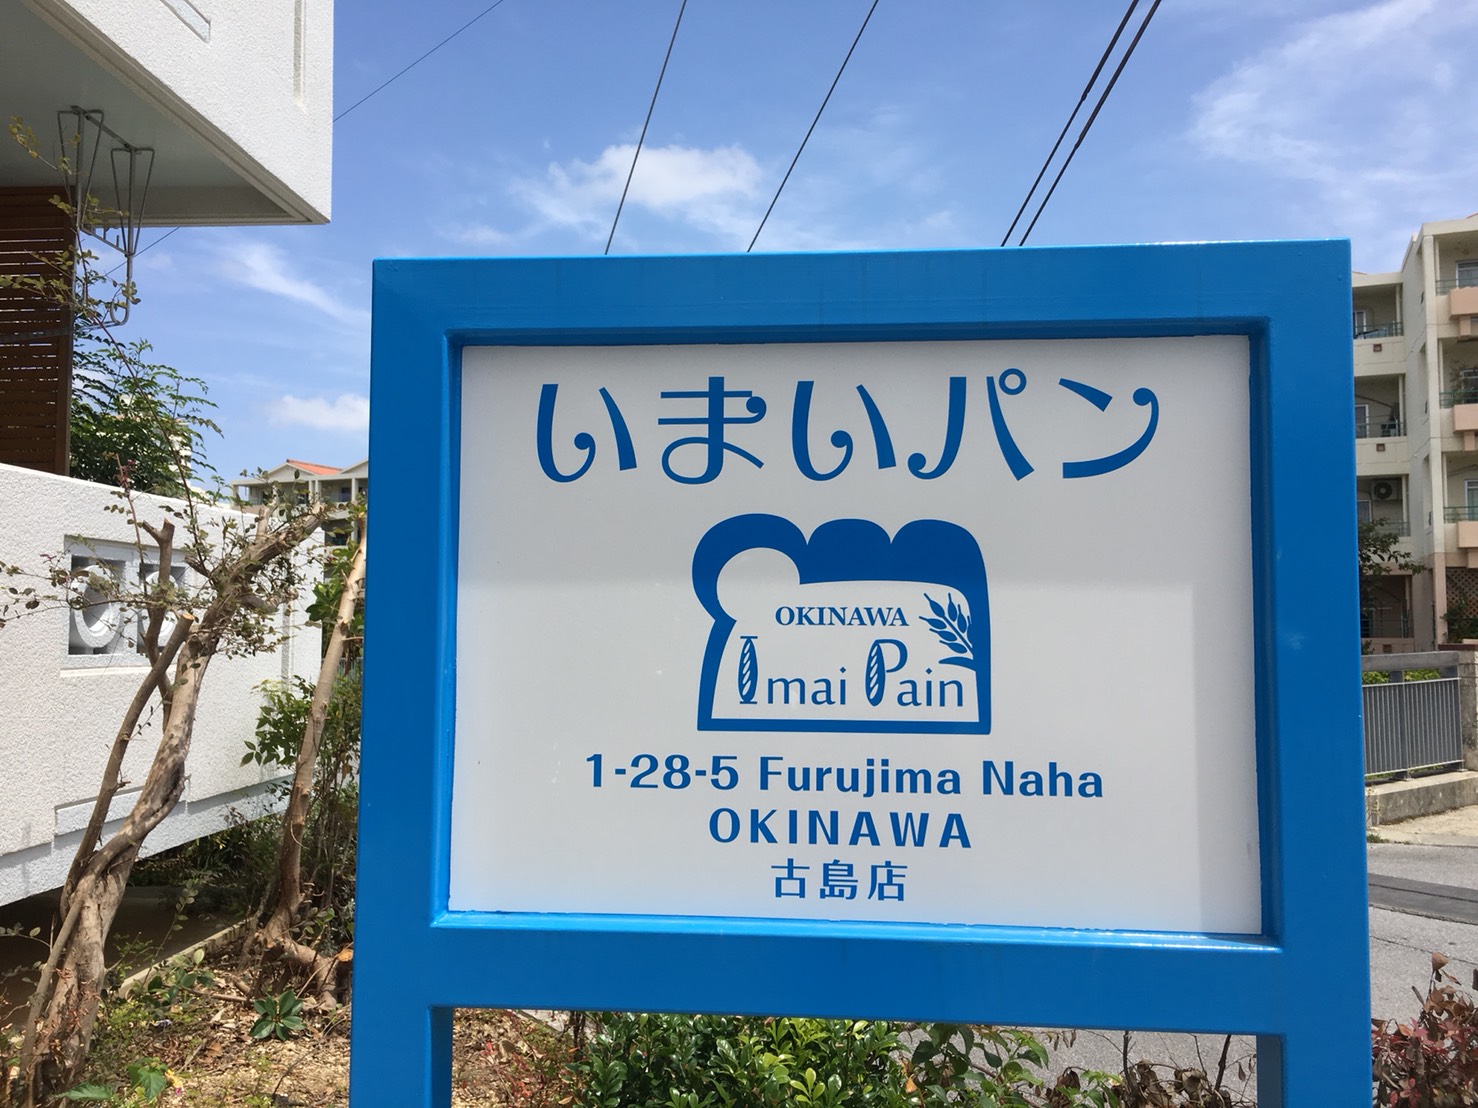 いまいパン
OKINAWA
Imai Pain
1-28-5 Furujima Naha
OKINAWA
古島店